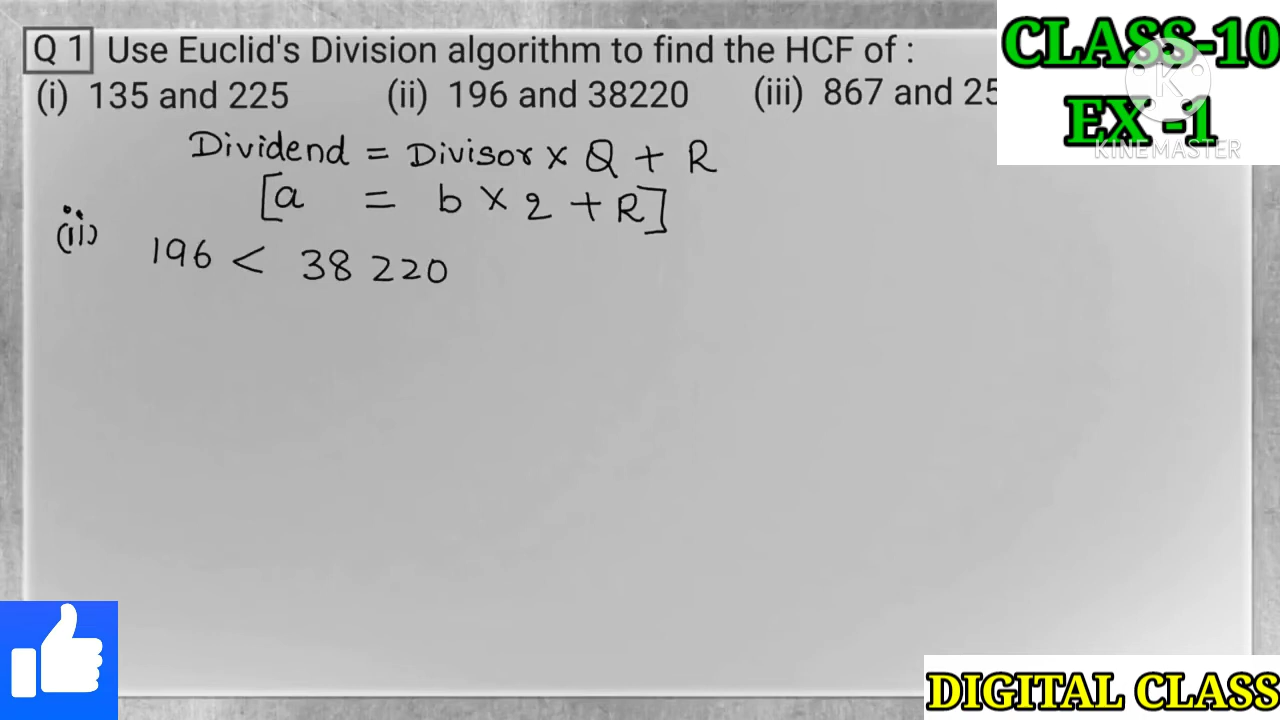 Q 1 Use Euclid's Division algorithm to find the HCF of :
(i) 135 and 225 (ii) 196 and 38220 (iii) 867 and 25
Dividend = Divisor × Q + R
[a = b × 2 + R]
(ii) 196 < 38 220
CLASS-10
EX -1
K
KINEMASTER
DIGITAL CLASS